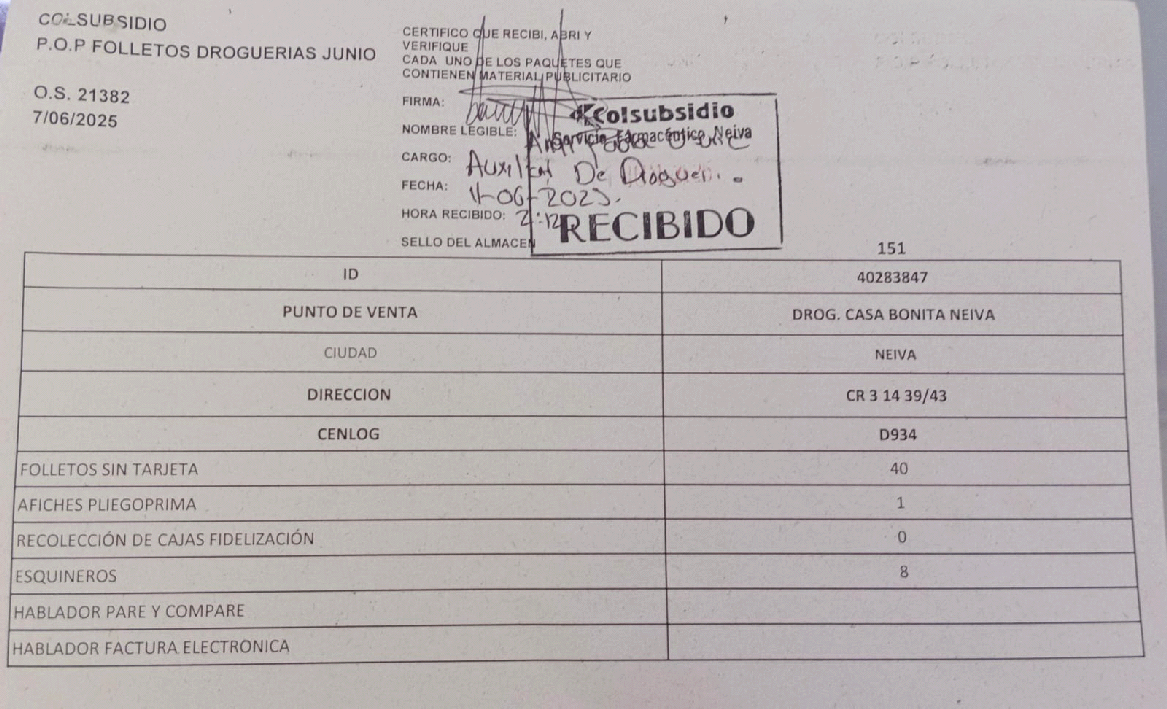 COLSUBSIDIO
P.O.P FOLLETOS DROGUERIAS JUNIO
O.S. 21382
7/06/2025
CERTIFICO QUE RECIBI, ABRI Y
VERIFIQUE
CADA UNO DE LOS PAQUETES QUE
CONTIENEN MATERIAL PUBLICITARIO
FIRMA:
Colsubsidio
NOMBRE LEGIBLE:
Servicio Farmacéutico Neiva
CARGO: Auxiliar De
FECHA: 11-06-2025.
HORA RECIBIDO: 2:12
RECIBIDO
SELLO DEL ALMACEN
151
ID 40283847
PUNTO DE VENTA DROG. CASA BONITA NEIVA
CIUDAD NEIVA
DIRECCION CR 3 14 39/43
CENLOG D934
FOLLETOS SIN TARJETA 40
AFICHES PLIEGOPRIMA 1
RECOLECCIÓN DE CAJAS FIDELIZACIÓN 0
ESQUINEROS 8
HABLADOR PARE Y COMPARE
HABLADOR FACTURA ELECTRONICA